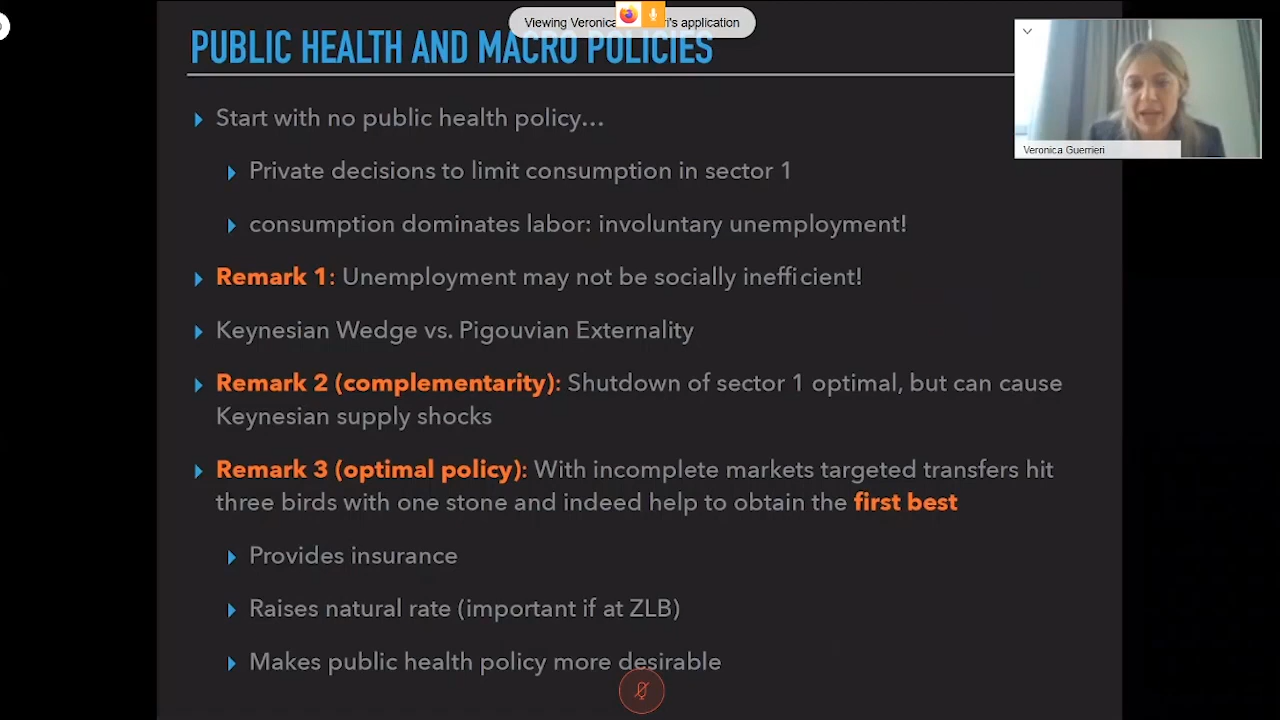 Viewing Veronica ri's application
PUBLIC HEALTH AND MACRO POLICIES
Veronica Guerrieri
Start with no public health policy…
Private decisions to limit consumption in sector 1
consumption dominates labor: involuntary unemployment!
Remark 1: Unemployment may not be socially inefficient!
Keynesian Wedge vs. Pigouvian Externality
Remark 2 (complementarity): Shutdown of sector 1 optimal, but can cause
Keynesian supply shocks
Remark 3 (optimal policy): With incomplete markets targeted transfers hit
three birds with one stone and indeed help to obtain the first best
Provides insurance
Raises natural rate (important if at ZLB)
Makes public health policy more desirable